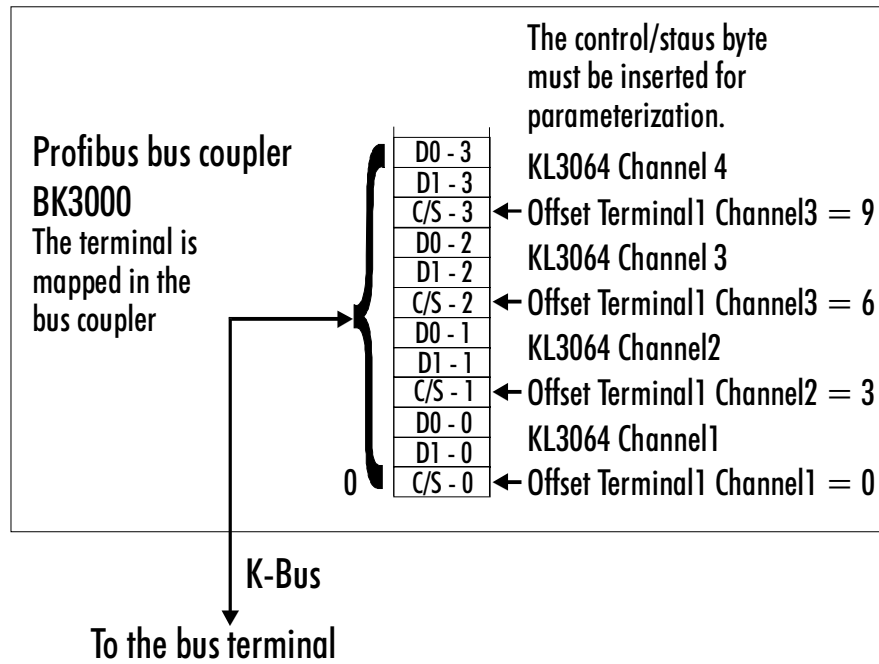 The control/staus byte
must be inserted for
parameterization.
Profibus bus coupler
BK3000
The terminal is
mapped in the
bus coupler
D0 - 3
KL3064 Channel 4
D1 - 3
C/S - 3
Offset Terminal1 Channel3 = 9
D0 - 2
KL3064 Channel 3
D1 - 2
C/S - 2
Offset Terminal1 Channel3 = 6
D0 - 1
KL3064 Channel2
D1 - 1
C/S - 1
Offset Terminal1 Channel2 = 3
D0 - 0
KL3064 Channel1
D1 - 0
0
C/S - 0
Offset Terminal1 Channel1 = 0
K-Bus
To the bus terminal